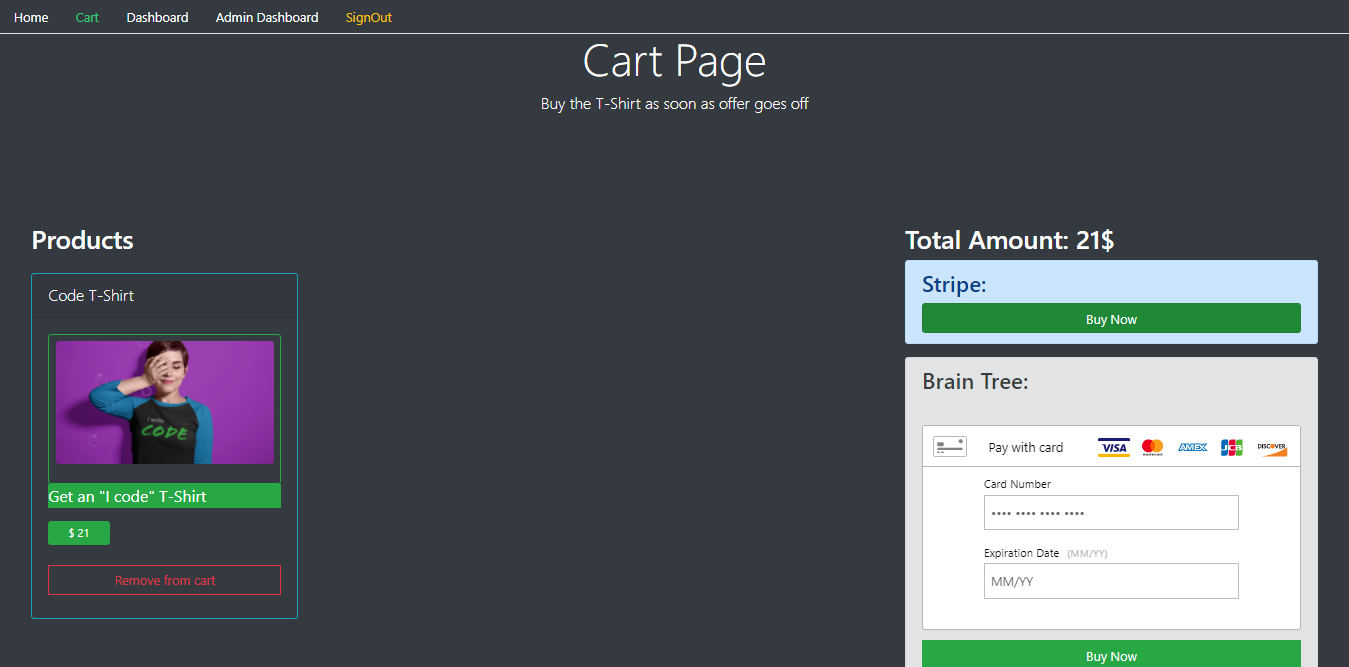 Home Cart Dashboard Admin Dashboard SignOut
Cart Page
Buy the T-Shirt as soon as offer goes off
Products
Code T-Shirt
I write
CODE
Get an "I code" T-Shirt
$ 21
Remove from cart
Total Amount: 21$
Stripe:
Buy Now
Brain Tree:
Pay with card VISA mastercard AMEX JCB DISCOVER
Card Number
•••• •••• •••• ••••
Expiration Date (MM/YY)
MM/YY
Buy Now